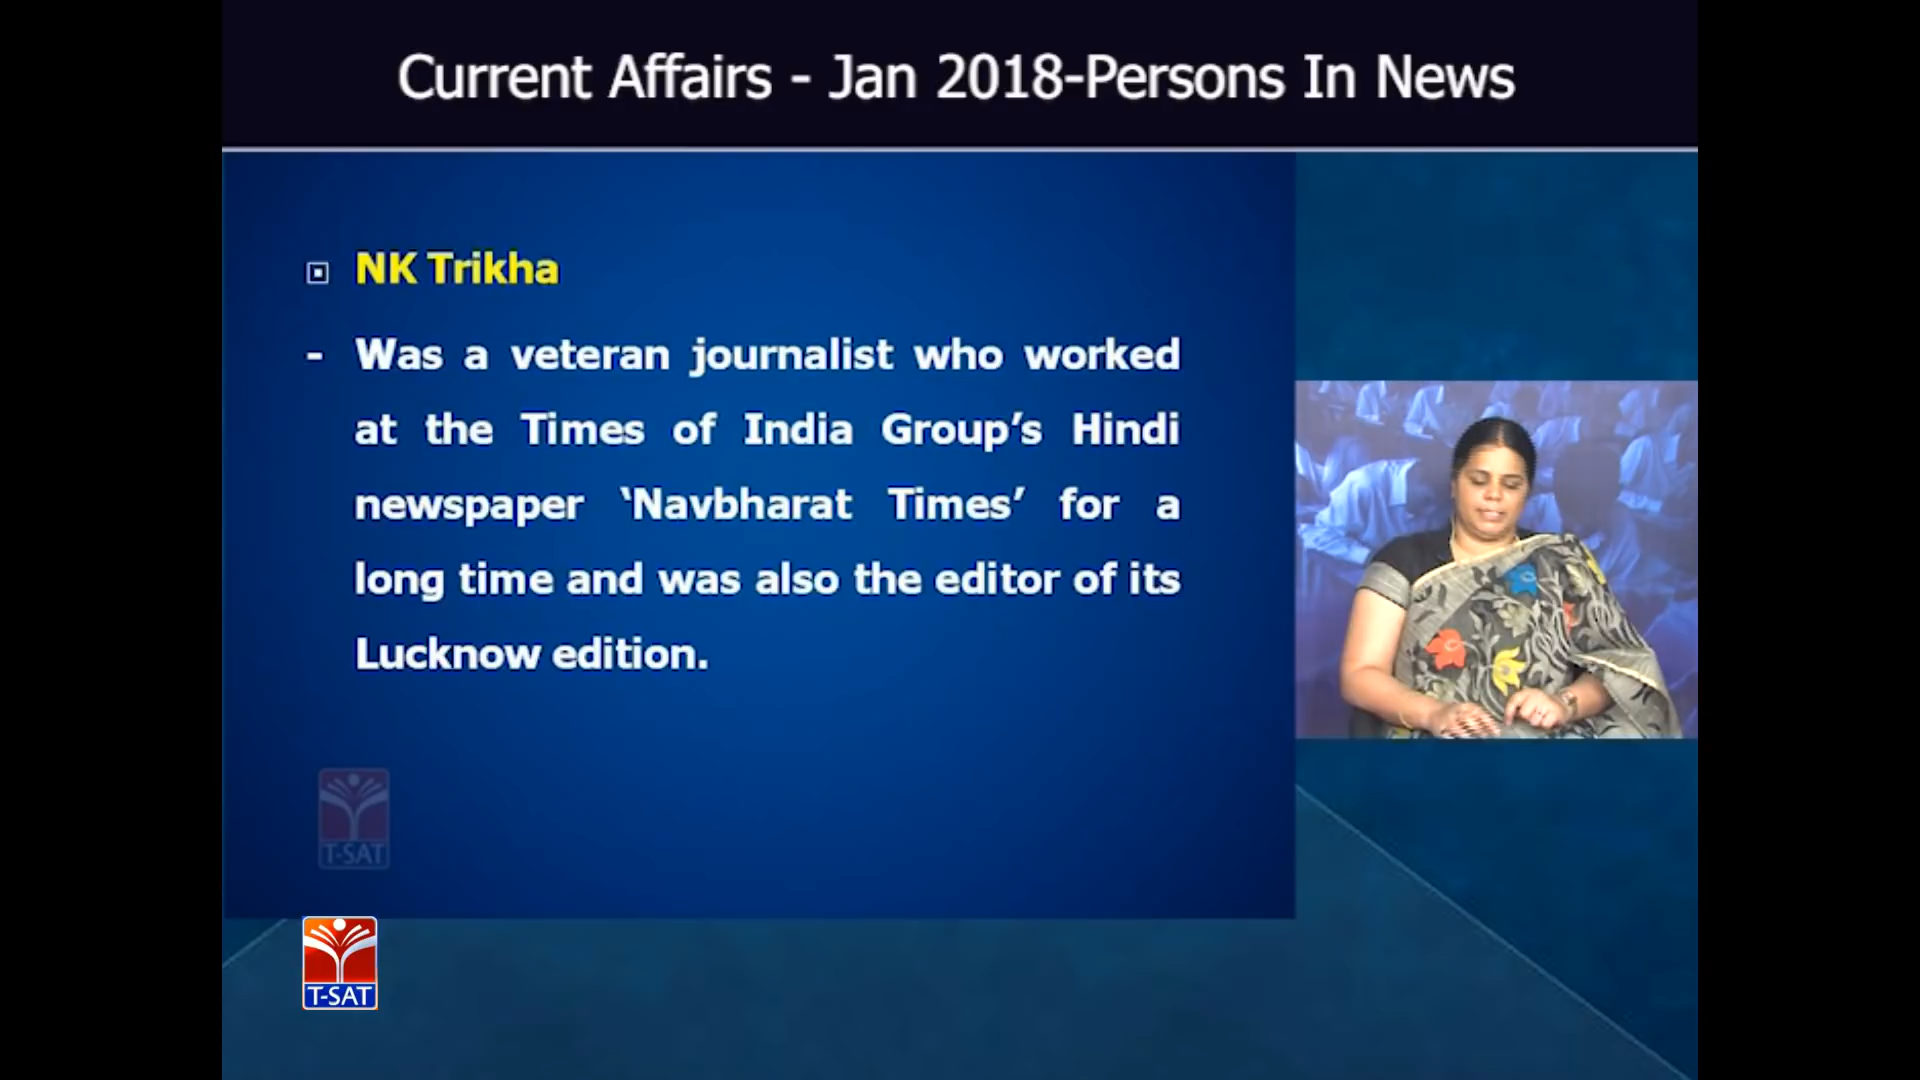 Current Affairs - Jan 2018-Persons In News
NK Trikha
- Was a veteran journalist who worked
at the Times of India Group’s Hindi
newspaper ‘Navbharat Times’ for a
long time and was also the editor of its
Lucknow edition.
T-SAT
T-SAT